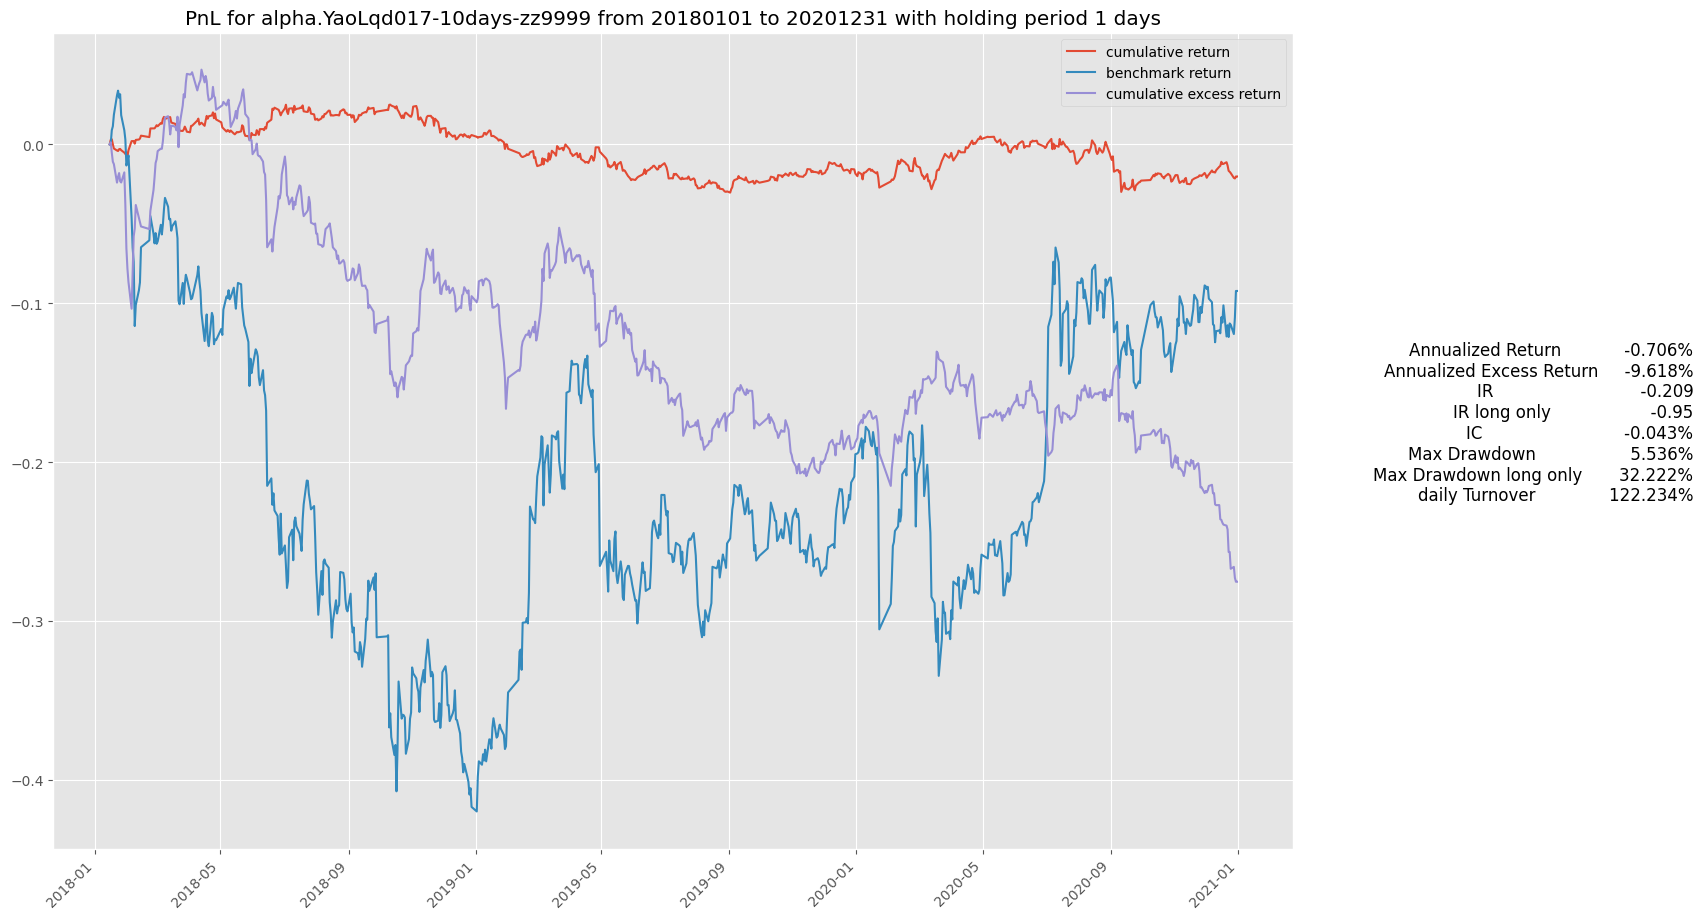 PnL for alpha.YaoLqd017-10days-zz9999 from 20180101 to 20201231 with holding period 1 days
cumulative return
benchmark return
cumulative excess return
0.0
−0.1
−0.2
−0.3
−0.4
Annualized Return -0.706%
Annualized Excess Return -9.618%
IR -0.209
IR long only -0.95
IC -0.043%
Max Drawdown 5.536%
Max Drawdown long only 32.222%
daily Turnover 122.234%
2018-01
2018-05
2018-09
2019-01
2019-05
2019-09
2020-01
2020-05
2020-09
2021-01